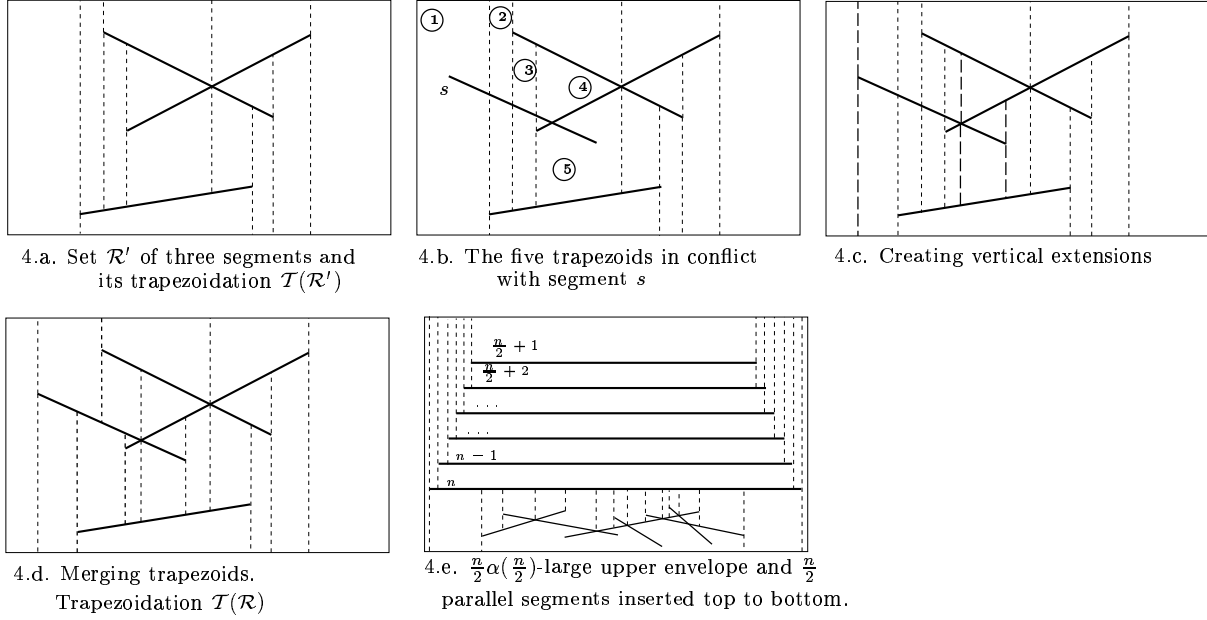 1
2
3
4
s
5
4.a. Set R′ of three segments and
its trapezoidation T(R′)
4.b. The five trapezoids in conflict
with segment s
4.c. Creating vertical extensions
n/2 + 1
n/2 + 2
...
...
n − 1
n
4.d. Merging trapezoids.
Trapezoidation T(R)
4.e. n/2 α(n/2)-large upper envelope and n/2
parallel segments inserted top to bottom.